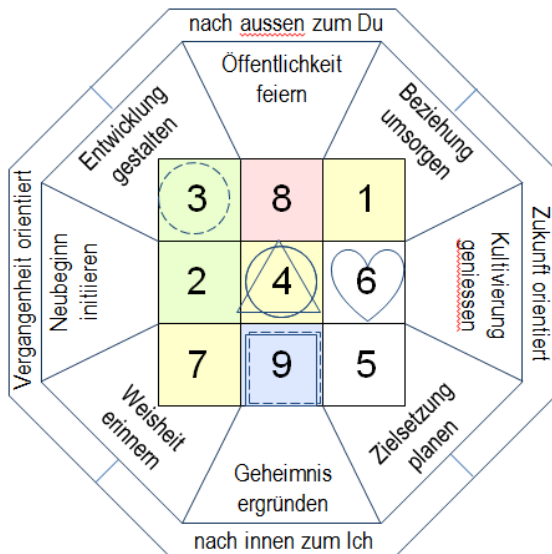 nach aussen zum Du
Öffentlichkeit
feiern
Entwicklung
gestalten
Beziehung
umsorgen
3 8 1
Vergangenheit orientiert
Neubeginn
initiieren
2 4 6
Kultivierung
geniessen
Zukunft orientiert
7 9 5
Weisheit
erinnern
Zielsetzung
planen
Geheimnis
ergründen
nach innen zum Ich